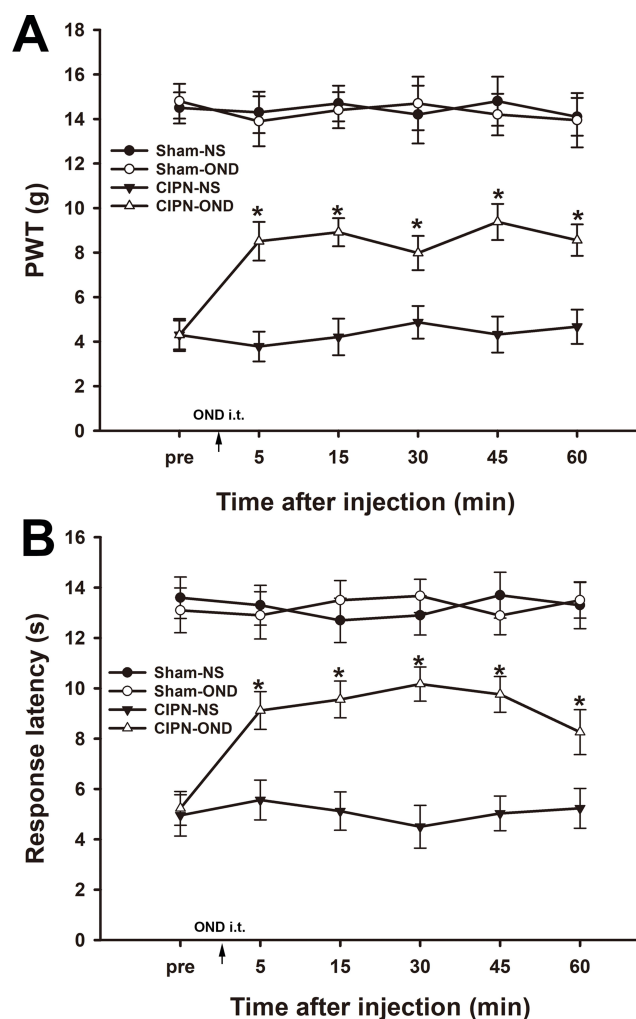 A
18
16
14
12
10
8
6
4
2
0
PWT (g)
Sham-NS
Sham-OND
CIPN-NS
CIPN-OND
* * * * *
OND i.t.
pre 5 15 30 45 60
Time after injection (min)
B
16
14
12
10
8
6
4
2
0
Response latency (s)
Sham-NS
Sham-OND
CIPN-NS
CIPN-OND
* * * * *
OND i.t.
pre 5 15 30 45 60
Time after injection (min)